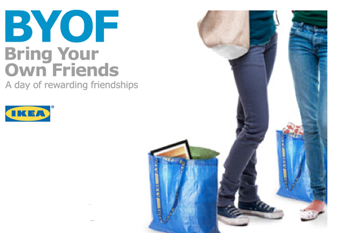 BYOF
Bring Your
Own Friends
A day of rewarding friendships
IKEA